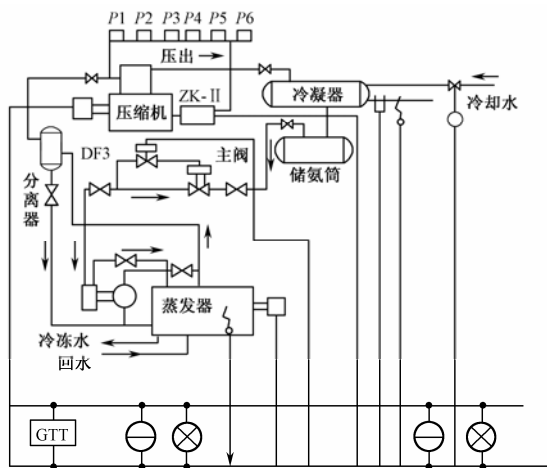 P1 P2 P3 P4 P5 P6
压出
ZK-Ⅱ
压缩机
冷凝器
冷却水
DF3
主阀
储氨筒
分离器
蒸发器
冷冻水
回水
GTT